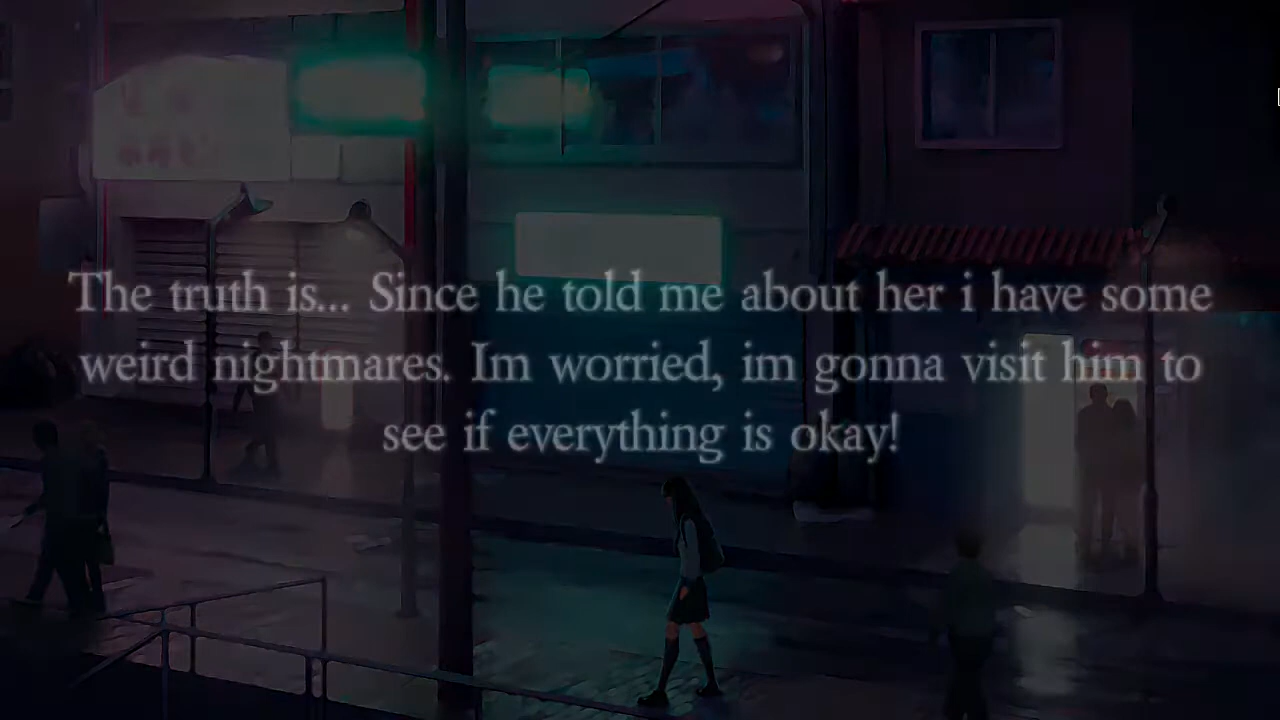 The truth is... Since he told me about her i have some
weird nightmares. Im worried, im gonna visit him to
see if everything is okay!